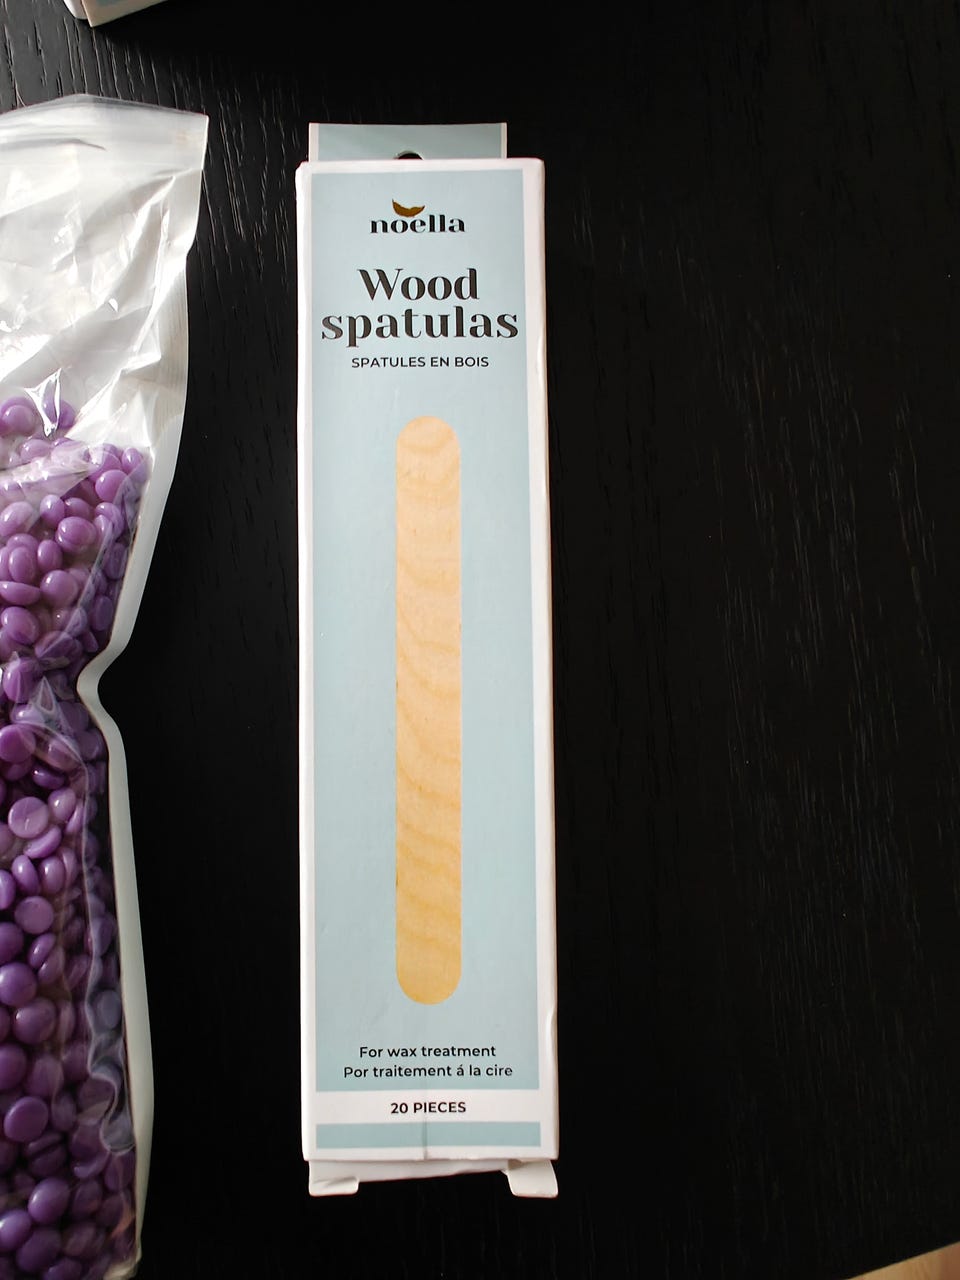 noella
Wood
spatulas
SPATULES EN BOIS
For wax treatment
Por traitement á la cire
20 PIECES